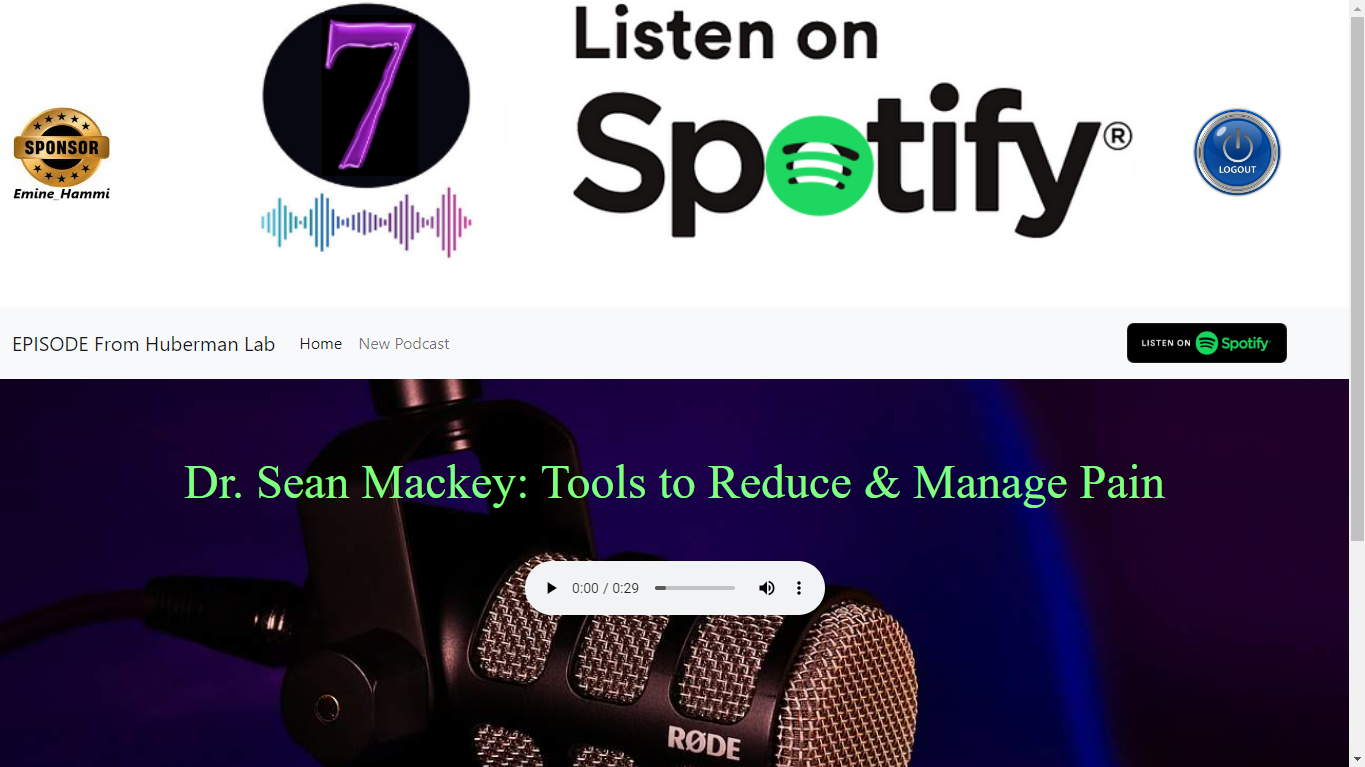 7
Listen on
Spotify®
SPONSOR
Emine_Hammi
LOGOUT
EPISODE From Huberman Lab
Home
New Podcast
LISTEN ON Spotify
Dr. Sean Mackey: Tools to Reduce & Manage Pain
0:00 / 0:29
RØDE